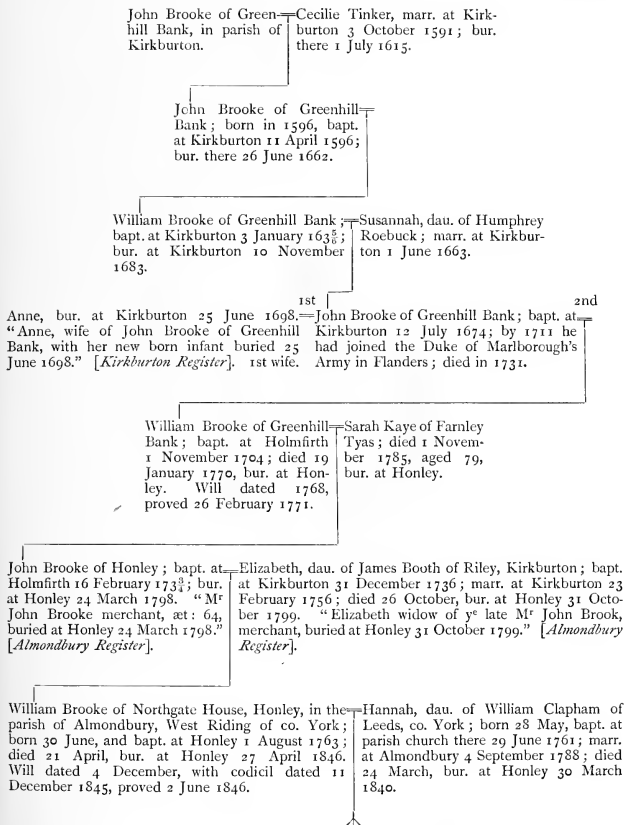 John Brooke of Green-
hill Bank, in parish of
Kirkburton.
Cecilie Tinker, marr. at Kirk-
burton 3 October 1591; bur.
there 1 July 1615.
John Brooke of Greenhill
Bank; born in 1596, bapt.
at Kirkburton 11 April 1596;
bur. there 26 June 1662.
William Brooke of Greenhill Bank;
bapt. at Kirkburton 3 January 163⅚;
bur. at Kirkburton 10 November
1683.
Susannah, dau. of Humphrey
Roebuck; marr. at Kirkbur-
ton 1 June 1663.
1st
2nd
Anne, bur. at Kirkburton 25 June 1698.
"Anne, wife of John Brooke of Greenhill
Bank, with her new born infant buried 25
June 1698." [Kirkburton Register]. 1st wife.
John Brooke of Greenhill Bank; bapt. at
Kirkburton 12 July 1674; by 1711 he
had joined the Duke of Marlborough's
Army in Flanders; died in 1731.
William Brooke of Greenhill
Bank; bapt. at Holmfirth
1 November 1704; died 19
January 1770, bur. at Hon-
ley. Will dated 1768,
proved 26 February 1771.
Sarah Kaye of Farnley
Tyas; died 1 Novem-
ber 1785, aged 79,
bur. at Honley.
John Brooke of Honley; bapt. at
Holmfirth 16 February 173¾; bur.
at Honley 24 March 1798. "Mʳ
John Brooke merchant, æt: 64,
buried at Honley 24 March 1798."
[Almondbury Register].
Elizabeth, dau. of James Booth of Riley, Kirkburton; bapt.
at Kirkburton 31 December 1736; marr. at Kirkburton 23
February 1756; died 26 October, bur. at Honley 31 Octo-
ber 1799. "Elizabeth widow of yᵉ late Mʳ John Brook,
merchant, buried at Honley 31 October 1799." [Almondbury
Register].
William Brooke of Northgate House, Honley, in the
parish of Almondbury, West Riding of co. York;
born 30 June, and bapt. at Honley 1 August 1763;
died 21 April, bur. at Honley 27 April 1846.
Will dated 4 December, with codicil dated 11
December 1845, proved 2 June 1846.
Hannah, dau. of William Clapham of
Leeds, co. York; born 28 May, bapt. at
parish church there 29 June 1761; marr.
at Almondbury 4 September 1788; died
24 March, bur. at Honley 30 March
1840.